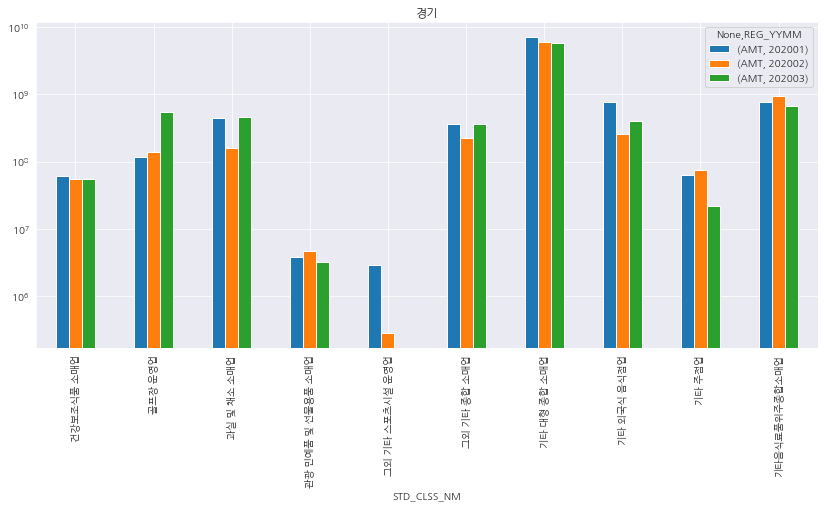 경기
None,REG_YYMM
(AMT, 202001)
(AMT, 202002)
(AMT, 202003)
10¹⁰
10⁹
10⁸
10⁷
10⁶
건강보조식품 소매업
골프장 운영업
과실 및 채소 소매업
관광 민예품 및 선물용품 소매업
그외 기타 스포츠시설 운영업
그외 기타 종합 소매업
기타 대형 종합 소매업
기타 외국식 음식점업
기타 주점업
기타음식료품위주종합소매업
STD_CLSS_NM